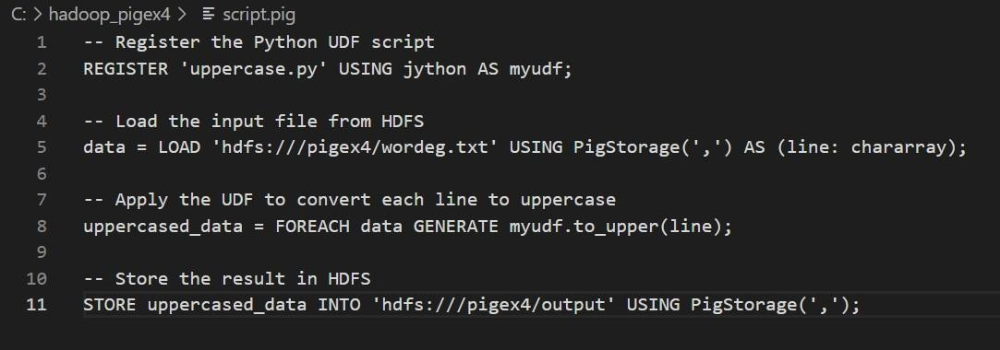 C: > hadoop_pigex4 > script.pig
1 -- Register the Python UDF script
2 REGISTER 'uppercase.py' USING jython AS myudf;
3
4 -- Load the input file from HDFS
5 data = LOAD 'hdfs:///pigex4/wordeg.txt' USING PigStorage(',') AS (line: chararray);
6
7 -- Apply the UDF to convert each line to uppercase
8 uppercased_data = FOREACH data GENERATE myudf.to_upper(line);
9
10 -- Store the result in HDFS
11 STORE uppercased_data INTO 'hdfs:///pigex4/output' USING PigStorage(',');